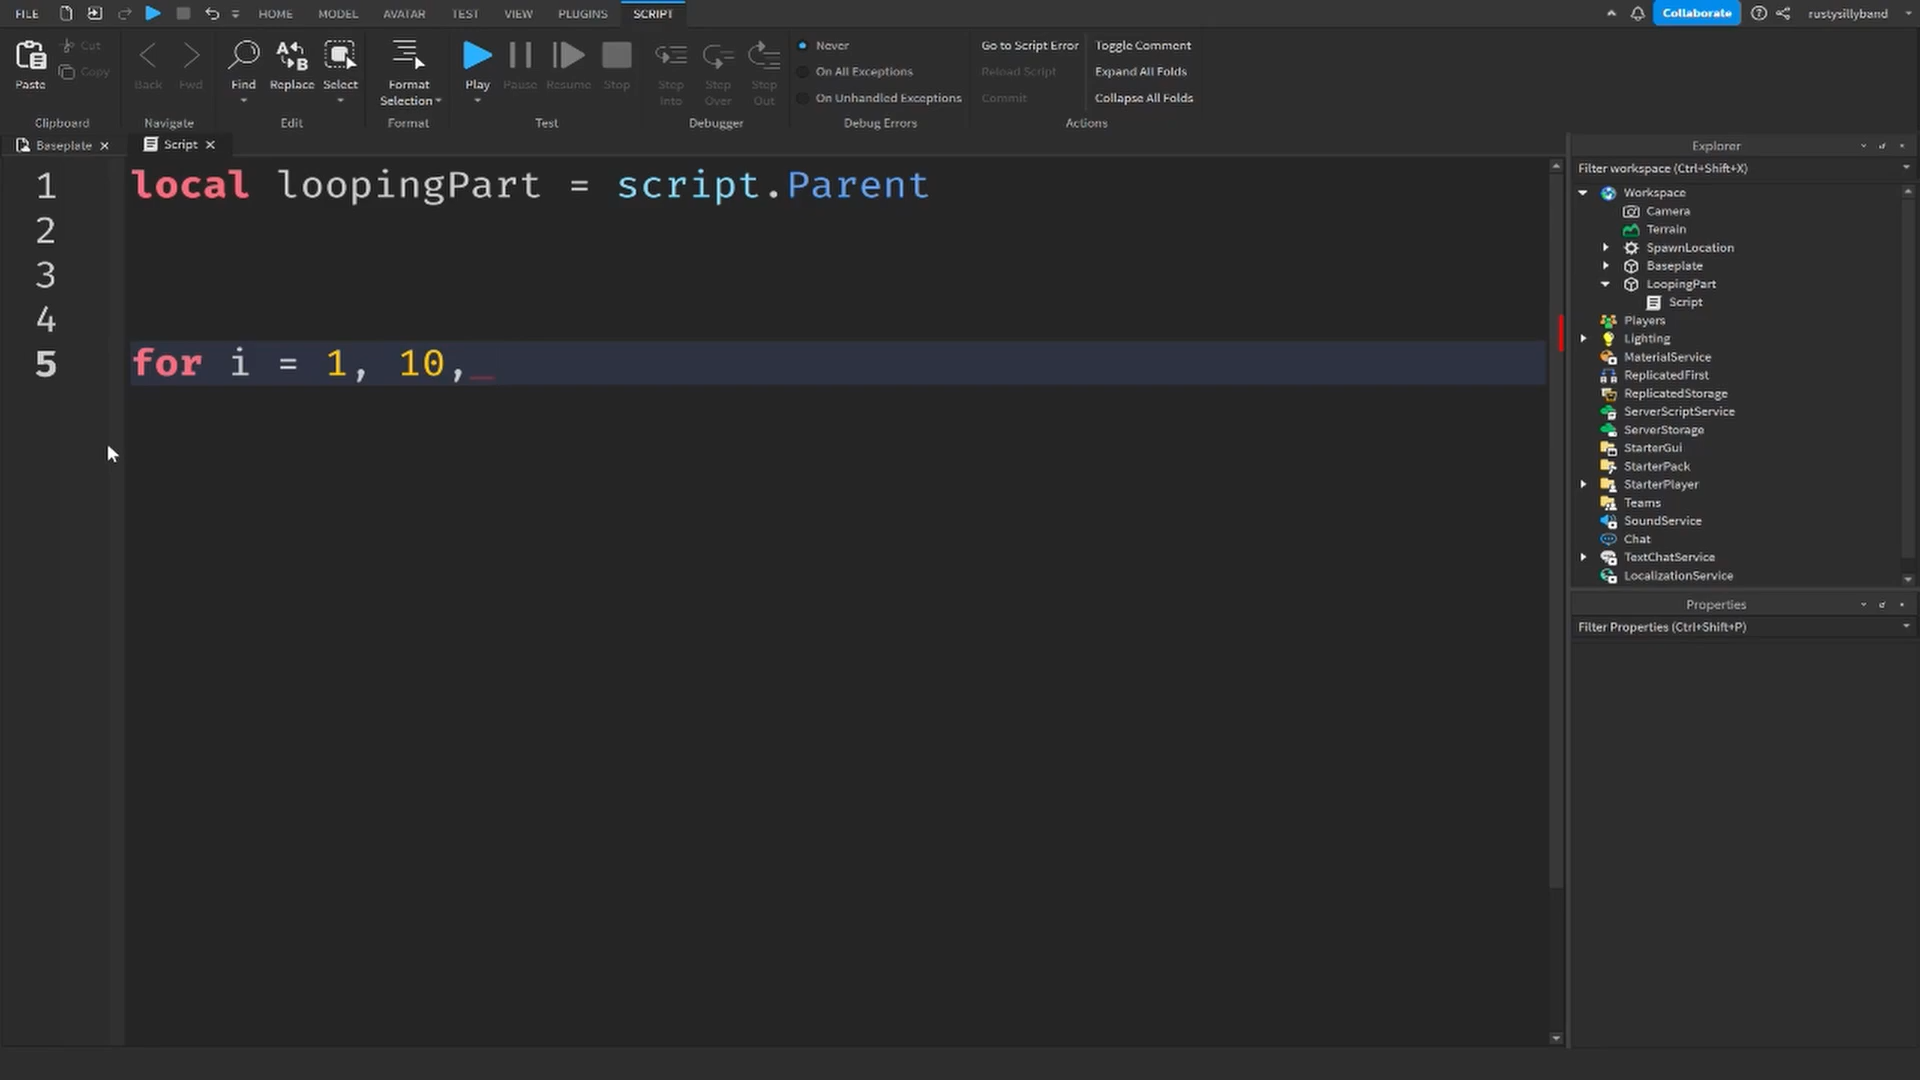 FILE HOME MODEL AVATAR TEST VIEW PLUGINS SCRIPT Collaborate rustysillyband
Paste Cut Copy Back Fwd Find Replace Select Format Selection Play Pause Resume Stop Step Into Step Over Step Out
Never
On All Exceptions
On Unhandled Exceptions
Go to Script Error
Reload Script
Commit
Toggle Comment
Expand All Folds
Collapse All Folds
Clipboard Navigate Edit Format Test Debugger Debug Errors Actions
Baseplate Script
1 local loopingPart = script.Parent
2
3
4
5 for i = 1, 10,
Explorer
Filter workspace (Ctrl+Shift+X)
Workspace
Camera
Terrain
SpawnLocation
Baseplate
LoopingPart
Script
Players
Lighting
MaterialService
ReplicatedFirst
ReplicatedStorage
ServerScriptService
ServerStorage
StarterGui
StarterPack
StarterPlayer
Teams
SoundService
Chat
TextChatService
LocalizationService
Properties
Filter Properties (Ctrl+Shift+P)